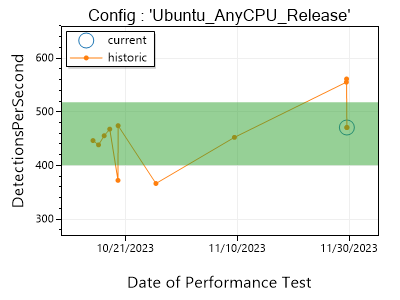 Config : 'Ubuntu_AnyCPU_Release'
current
historic
DetectionsPerSecond
600
500
400
300
10/21/2023
11/10/2023
11/30/2023
Date of Performance Test